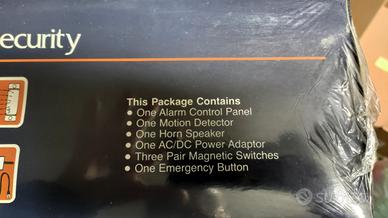 ecurity
This Package Contains
• One Alarm Control Panel
• One Motion Detector
• One Horn Speaker
• One AC/DC Power Adaptor
• Three Pair Magnetic Switches
• One Emergency Button
subito